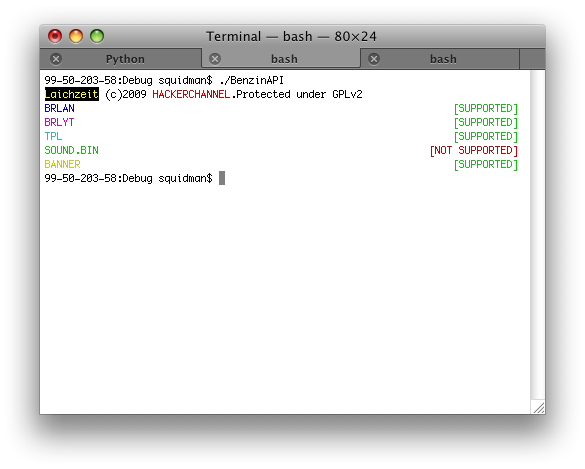 Terminal — bash — 80×24
Python bash bash
99-50-203-58:Debug squidman$ ./BenzinAPI
Laichzeit (c)2009 HACKERCHANNEL.Protected under GPLv2
BRLAN [SUPPORTED]
BRLYT [SUPPORTED]
TPL [SUPPORTED]
SOUND.BIN [NOT SUPPORTED]
BANNER [SUPPORTED]
99-50-203-58:Debug squidman$